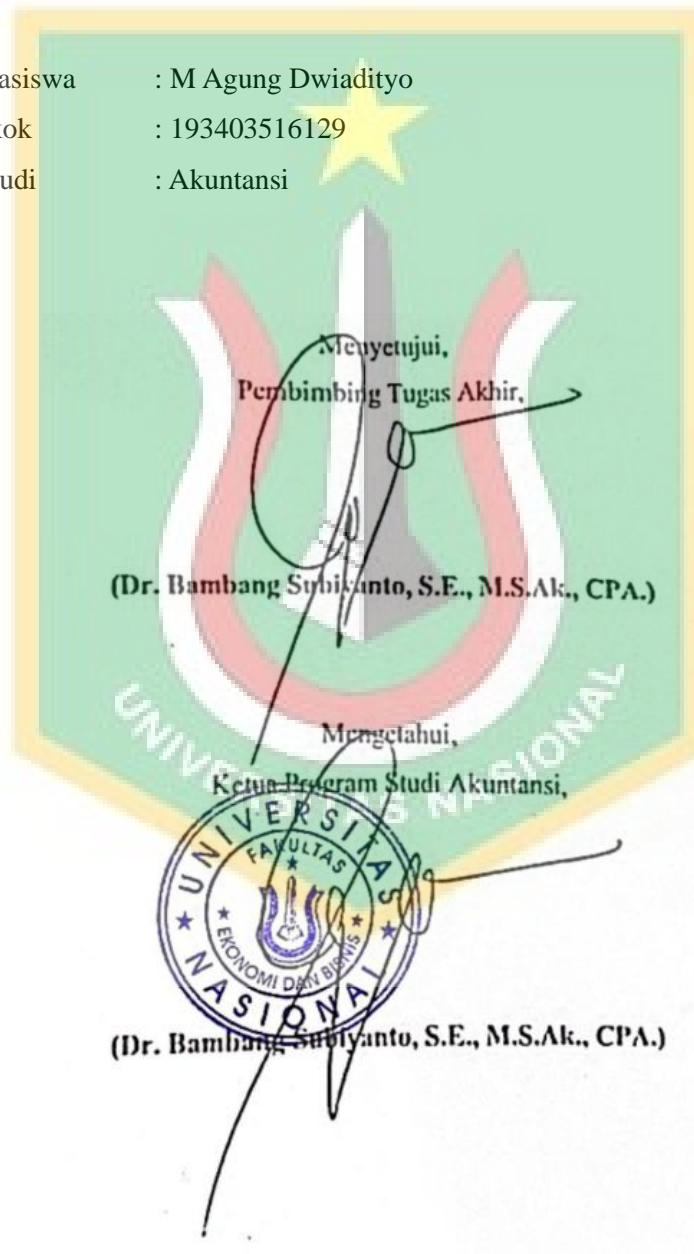 asiswa : M Agung Dwiadityo
ok : 193403516129
udi : Akuntansi
Menyetujui,
Pembimbing Tugas Akhir,
(Dr. Bambang Subiyanto, S.E., M.S.Ak., CPA.)
UNIVERSITAS NASIONAL
Mengetahui,
Ketua Program Studi Akuntansi,
UNIVERSITAS NASIONAL
FAKULTAS
EKONOMI DAN BISNIS
(Dr. Bambang Subiyanto, S.E., M.S.Ak., CPA.)